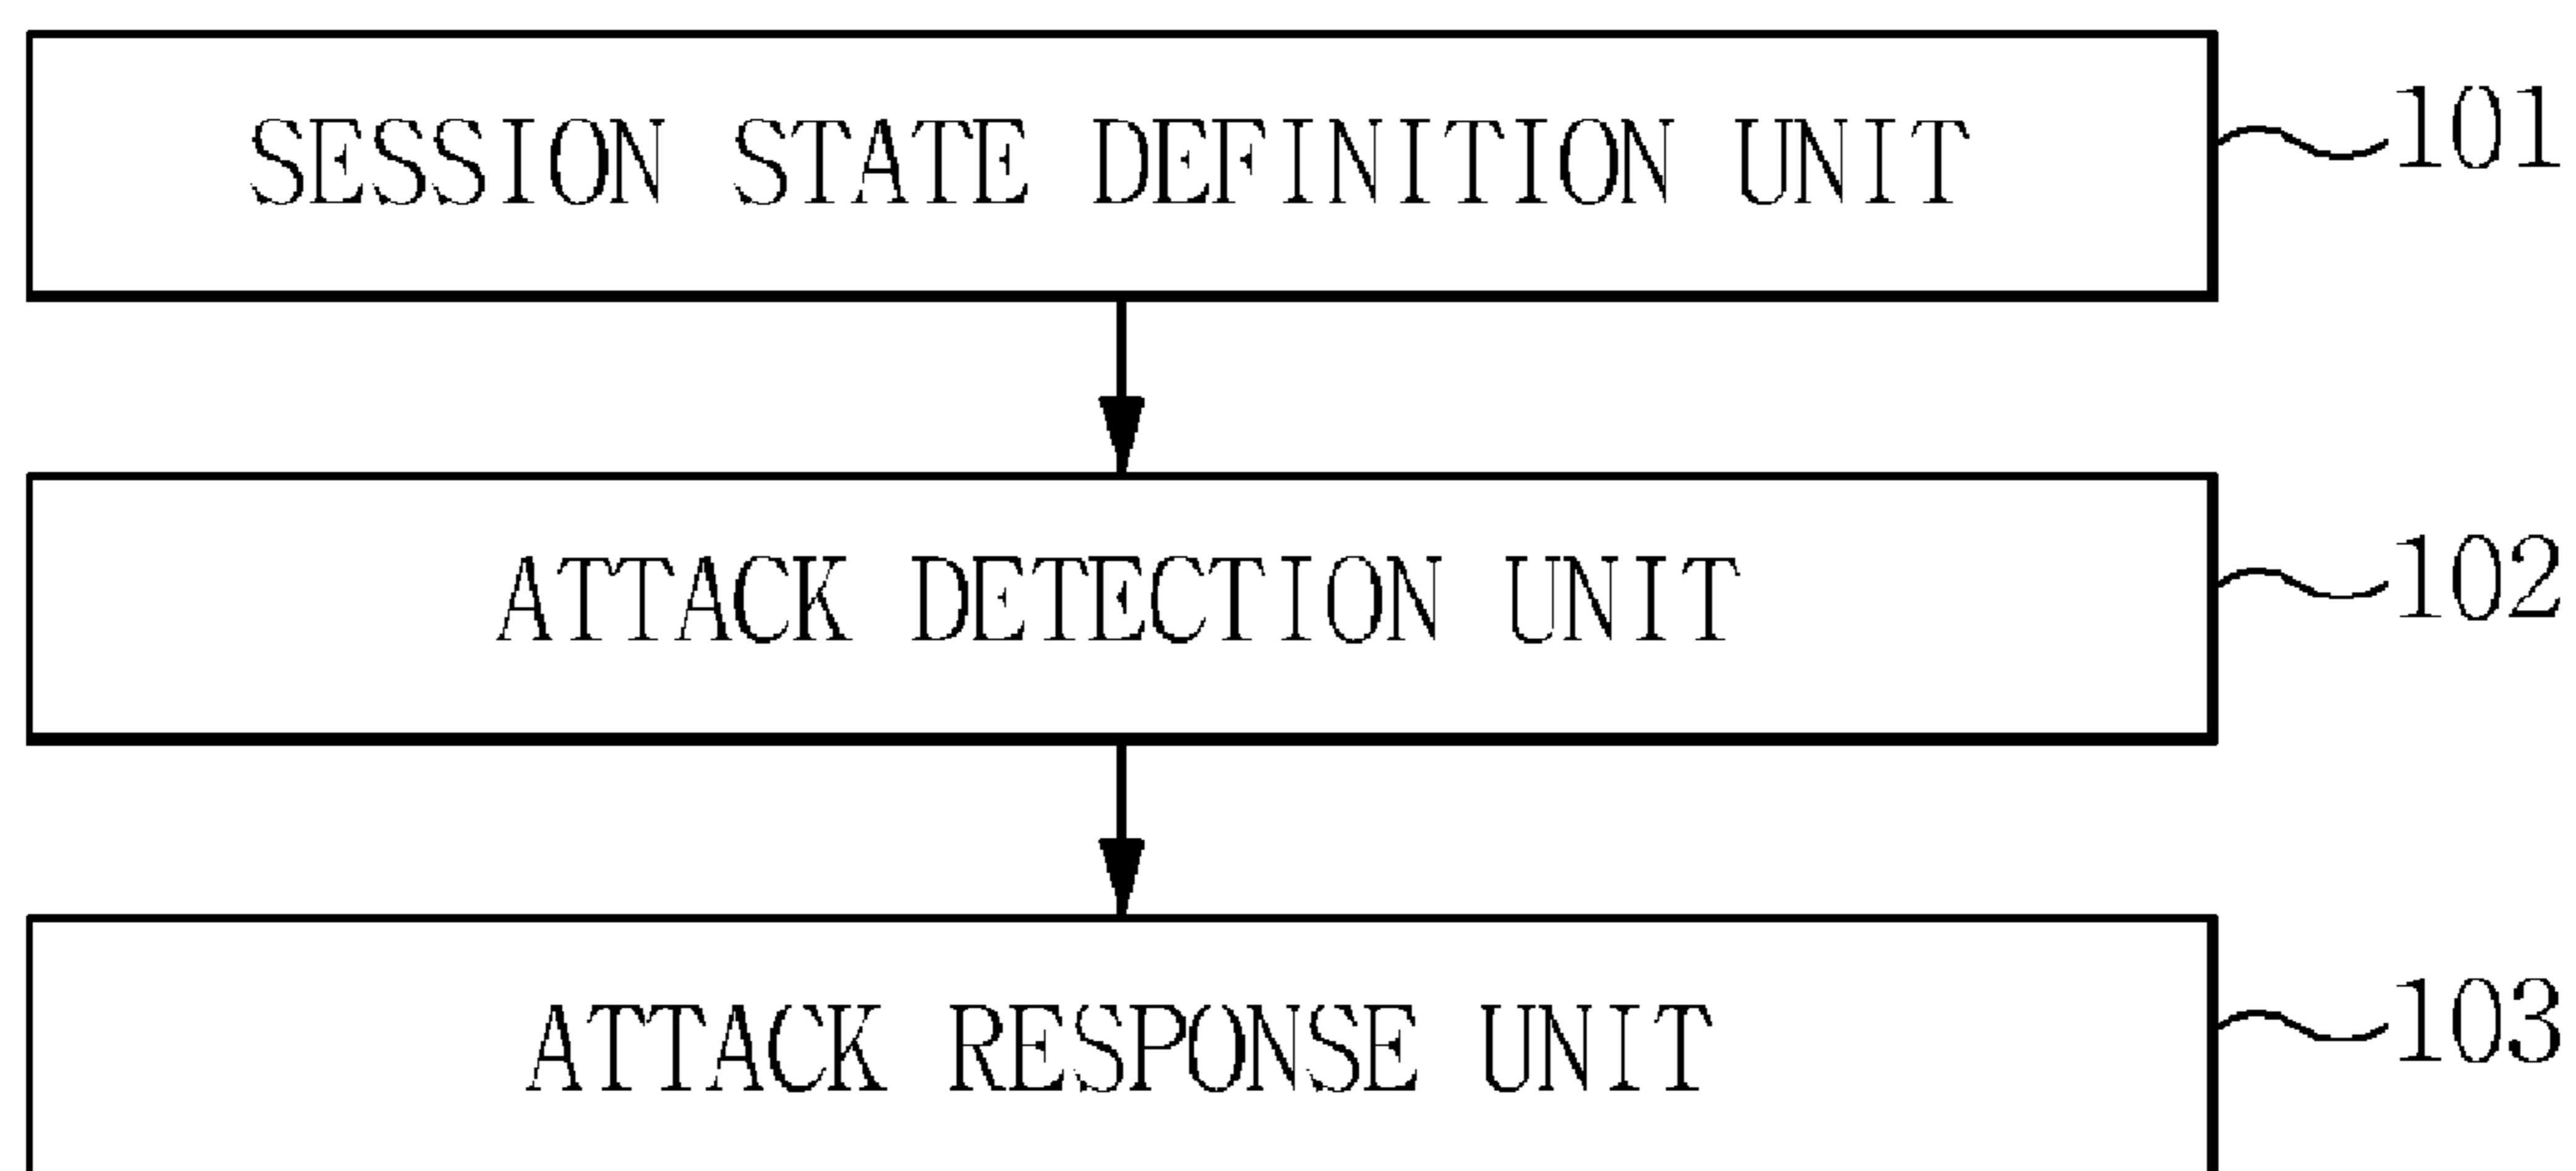 SESSION STATE DEFINITION UNIT
101
ATTACK DETECTION UNIT
102
ATTACK RESPONSE UNIT
103